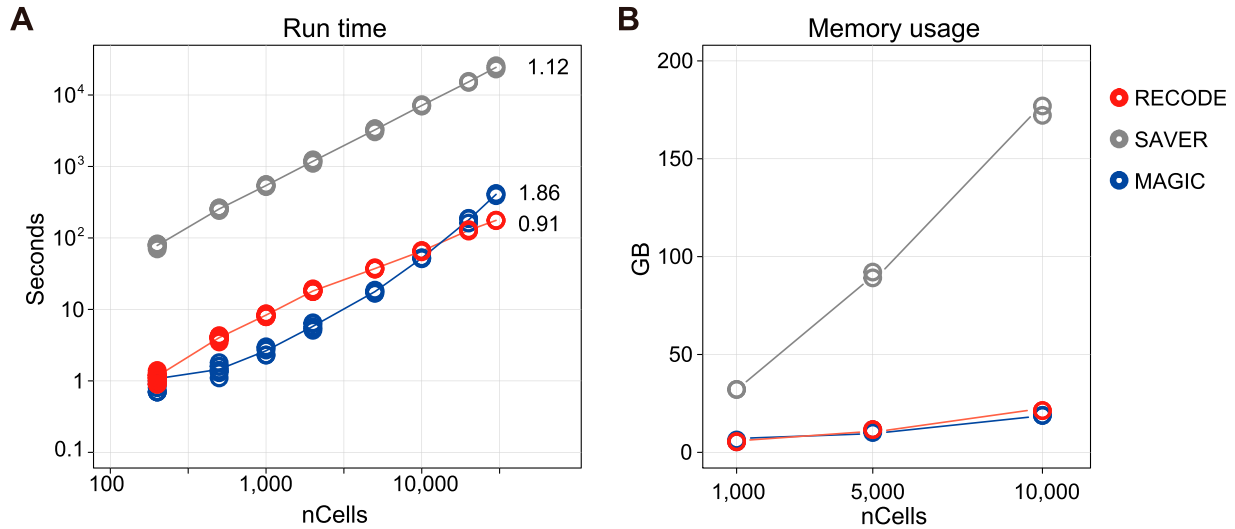 A
Run time
Seconds
10⁴
10³
10²
10
1
0.1
1.12
1.86
0.91
100
1,000
10,000
nCells
B
Memory usage
GB
200
150
100
50
0
1,000
5,000
10,000
nCells
RECODE
SAVER
MAGIC